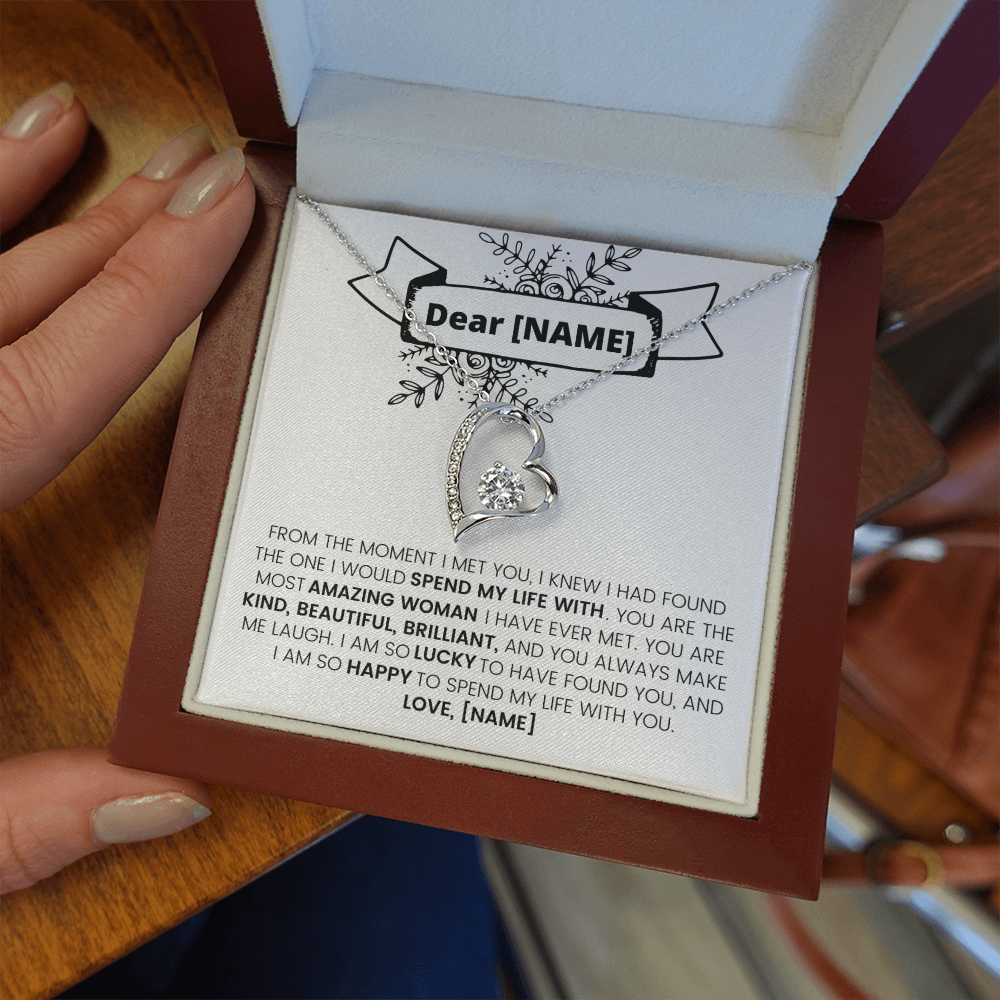 Dear [NAME]
FROM THE MOMENT I MET YOU, I KNEW I HAD FOUND
THE ONE I WOULD SPEND MY LIFE WITH. YOU ARE THE
MOST AMAZING WOMAN I HAVE EVER MET. YOU ARE
KIND, BEAUTIFUL, BRILLIANT, AND YOU ALWAYS MAKE
ME LAUGH. I AM SO LUCKY TO HAVE FOUND YOU, AND
I AM SO HAPPY TO SPEND MY LIFE WITH YOU.
LOVE, [NAME]